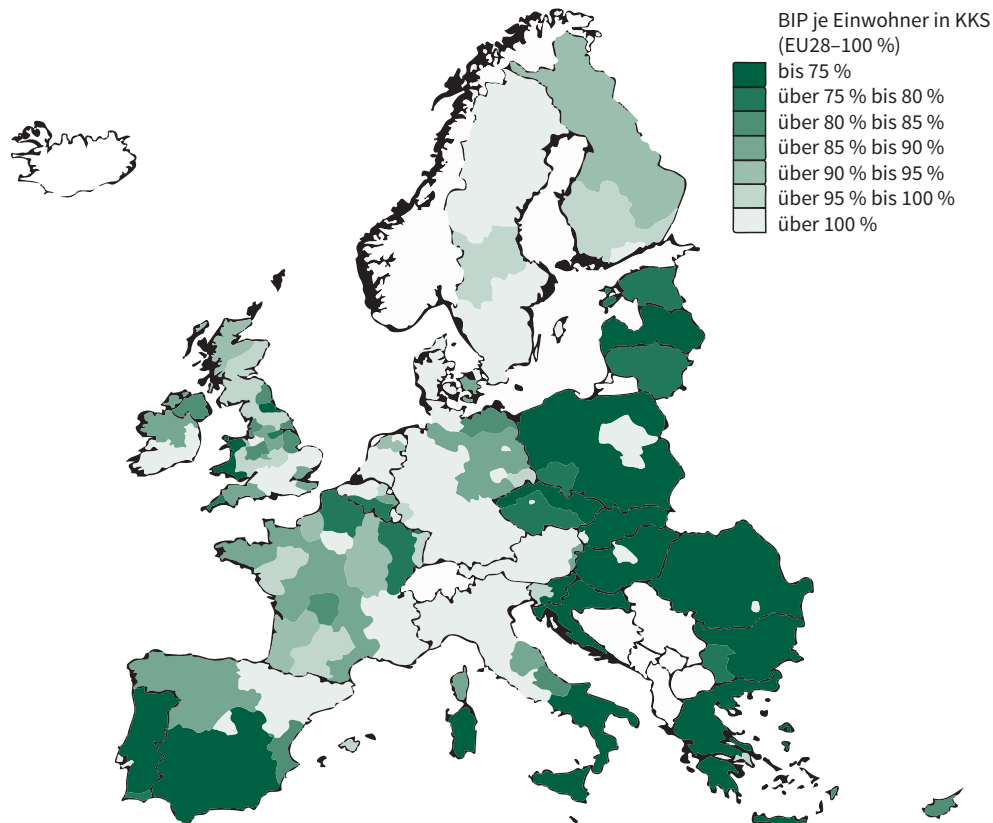 BIP je Einwohner in KKS
(EU28–100 %)
bis 75 %
über 75 % bis 80 %
über 80 % bis 85 %
über 85 % bis 90 %
über 90 % bis 95 %
über 95 % bis 100 %
über 100 %